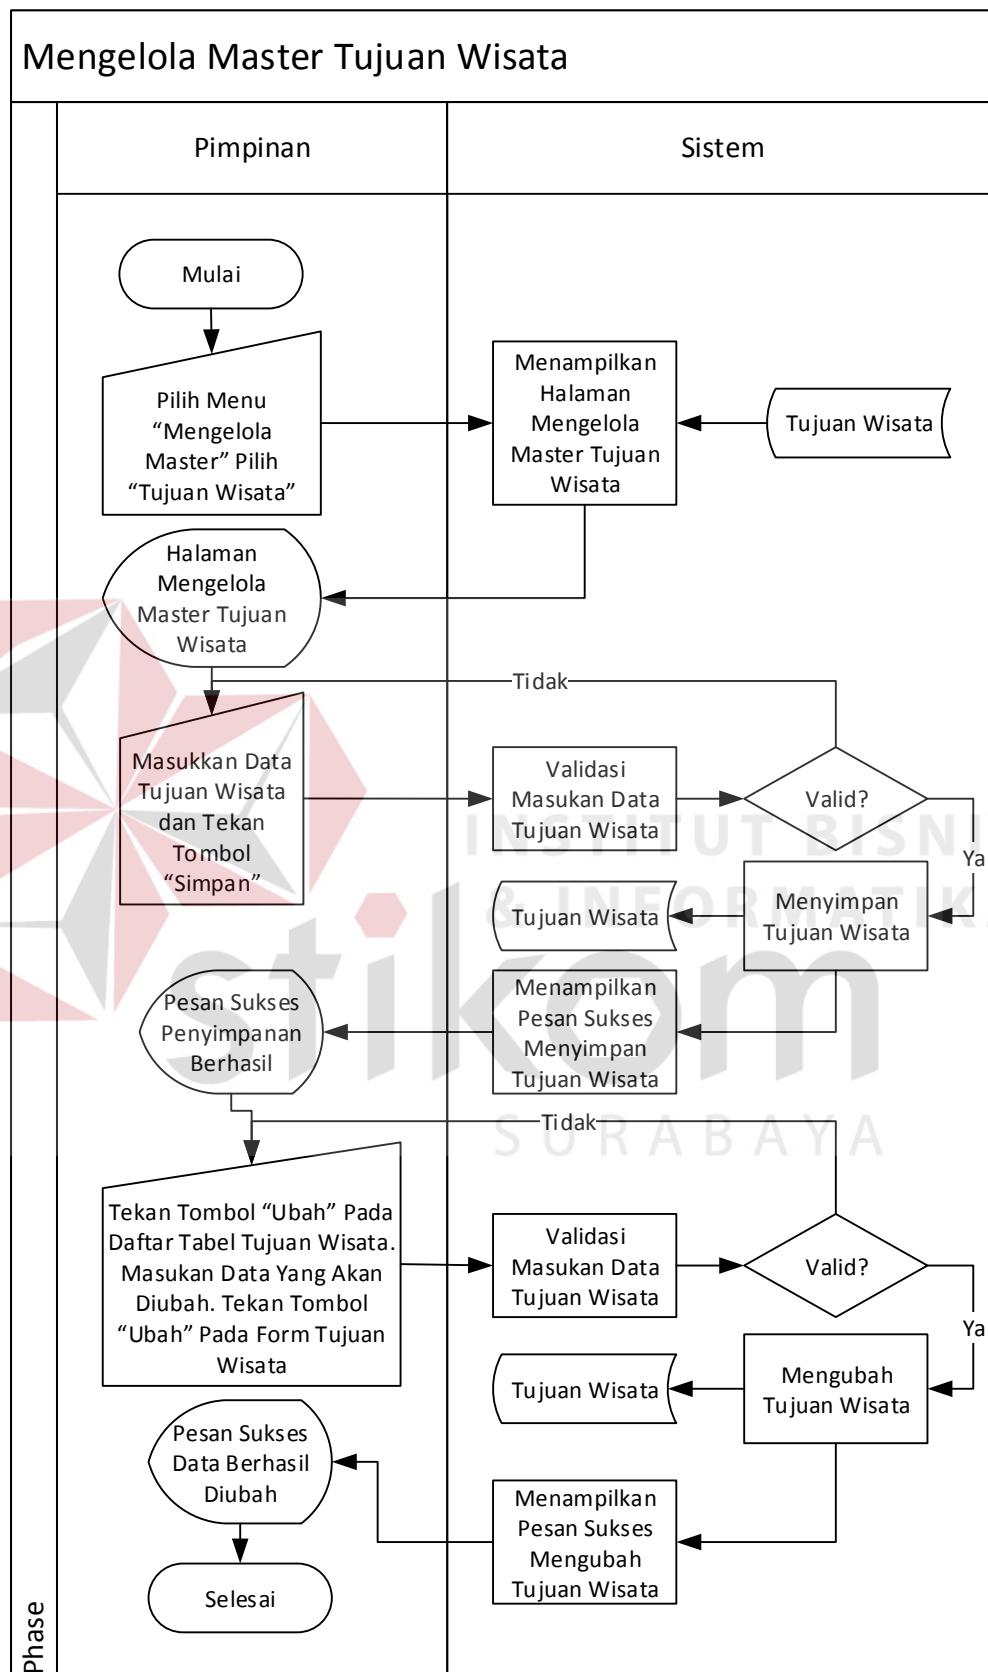 Mengelola Master Tujuan Wisata
Pimpinan
Sistem
Mulai
Pilih Menu
“Mengelola
Master” Pilih
“Tujuan Wisata”
Menampilkan
Halaman
Mengelola
Master Tujuan
Wisata
Tujuan Wisata
Halaman
Mengelola
Master Tujuan
Wisata
Tidak
Masukkan Data
Tujuan Wisata
dan Tekan
Tombol
“Simpan”
Validasi
Masukan Data
Tujuan Wisata
Valid?
Ya
Menyimpan
Tujuan Wisata
Tujuan Wisata
Menampilkan
Pesan Sukses
Menyimpan
Tujuan Wisata
Pesan Sukses
Penyimpanan
Berhasil
Tidak
Tekan Tombol “Ubah” Pada
Daftar Tabel Tujuan Wisata.
Masukan Data Yang Akan
Diubah. Tekan Tombol
“Ubah” Pada Form Tujuan
Wisata
Validasi
Masukan Data
Tujuan Wisata
Valid?
Ya
Mengubah
Tujuan Wisata
Tujuan Wisata
Menampilkan
Pesan Sukses
Mengubah
Tujuan Wisata
Pesan Sukses
Data Berhasil
Diubah
Selesai
Phase
INSTITUT BISNI
& INFORMATIKA
stikom
SURABAYA